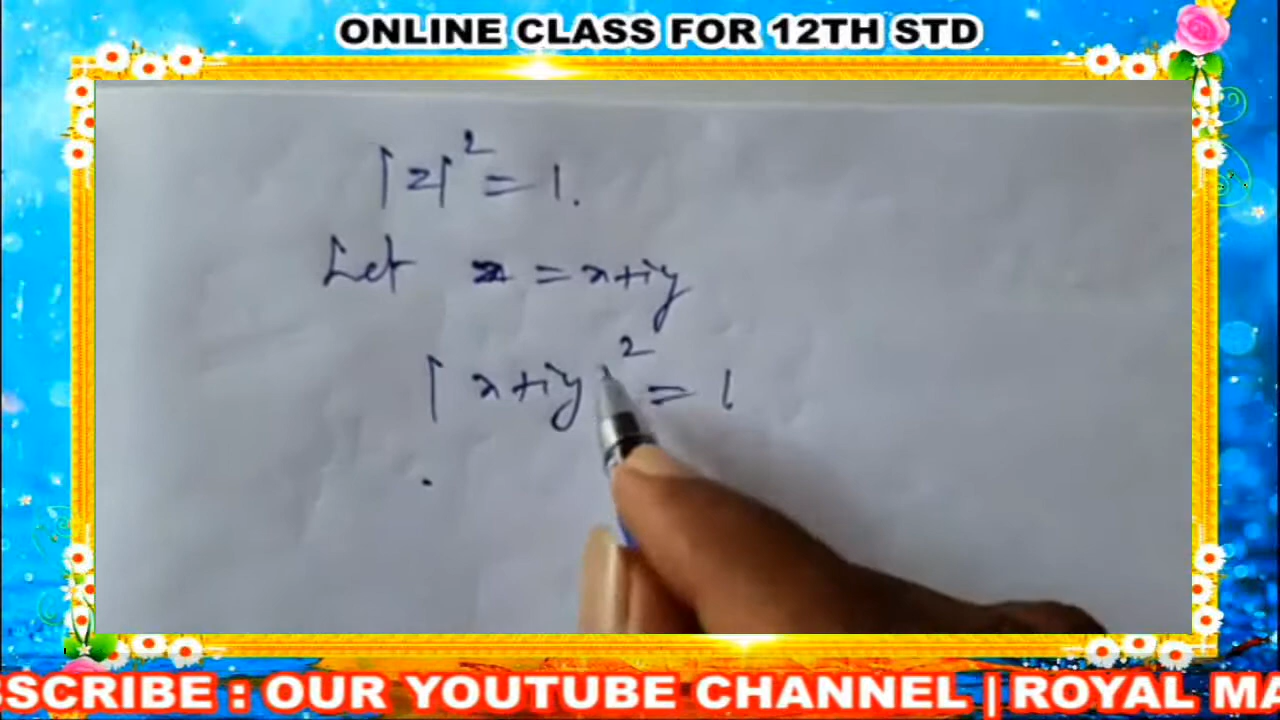 ONLINE CLASS FOR 12TH STD
|z|² = 1.
Let z = x+iy
|x+iy|² = 1
SCRIBE : OUR YOUTUBE CHANNEL | ROYAL MA